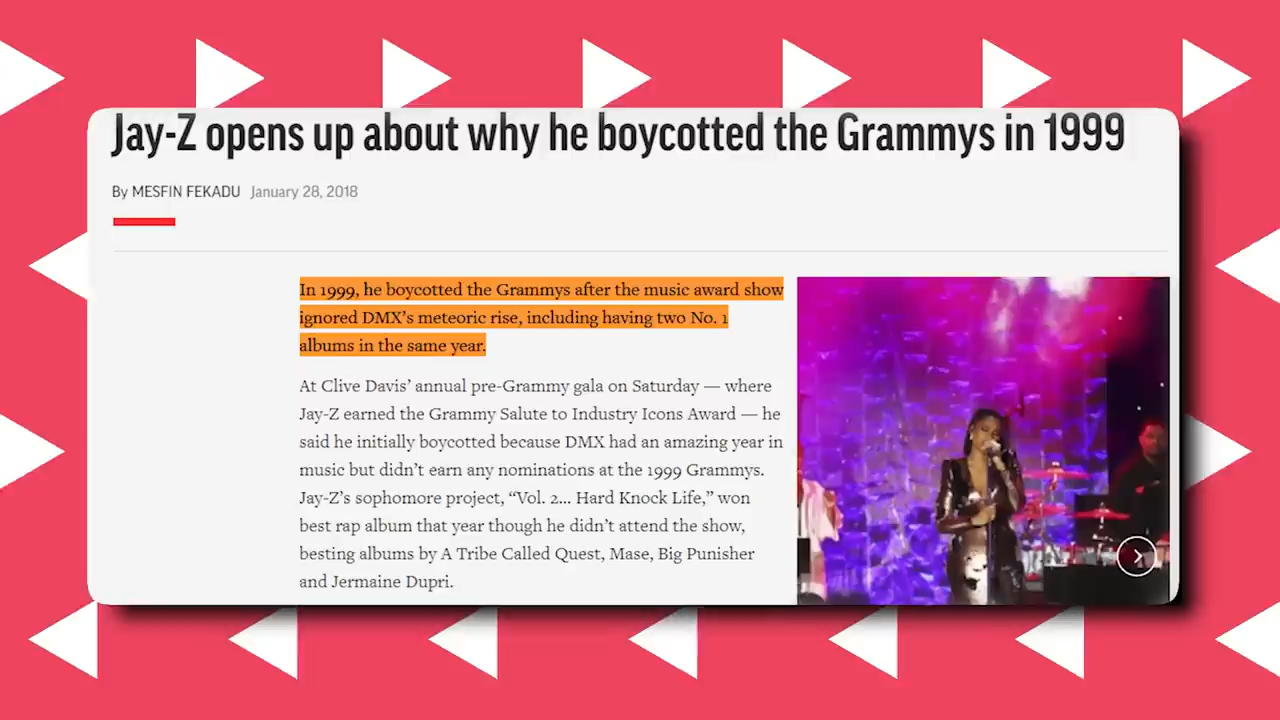 Jay-Z opens up about why he boycotted the Grammys in 1999
By MESFIN FEKADU January 28, 2018
In 1999, he boycotted the Grammys after the music award show
ignored DMX’s meteoric rise, including having two No. 1
albums in the same year.
At Clive Davis’ annual pre-Grammy gala on Saturday — where
Jay-Z earned the Grammy Salute to Industry Icons Award — he
said he initially boycotted because DMX had an amazing year in
music but didn’t earn any nominations at the 1999 Grammys.
Jay-Z’s sophomore project, “Vol. 2... Hard Knock Life,” won
best rap album that year though he didn’t attend the show,
besting albums by A Tribe Called Quest, Mase, Big Punisher
and Jermaine Dupri.